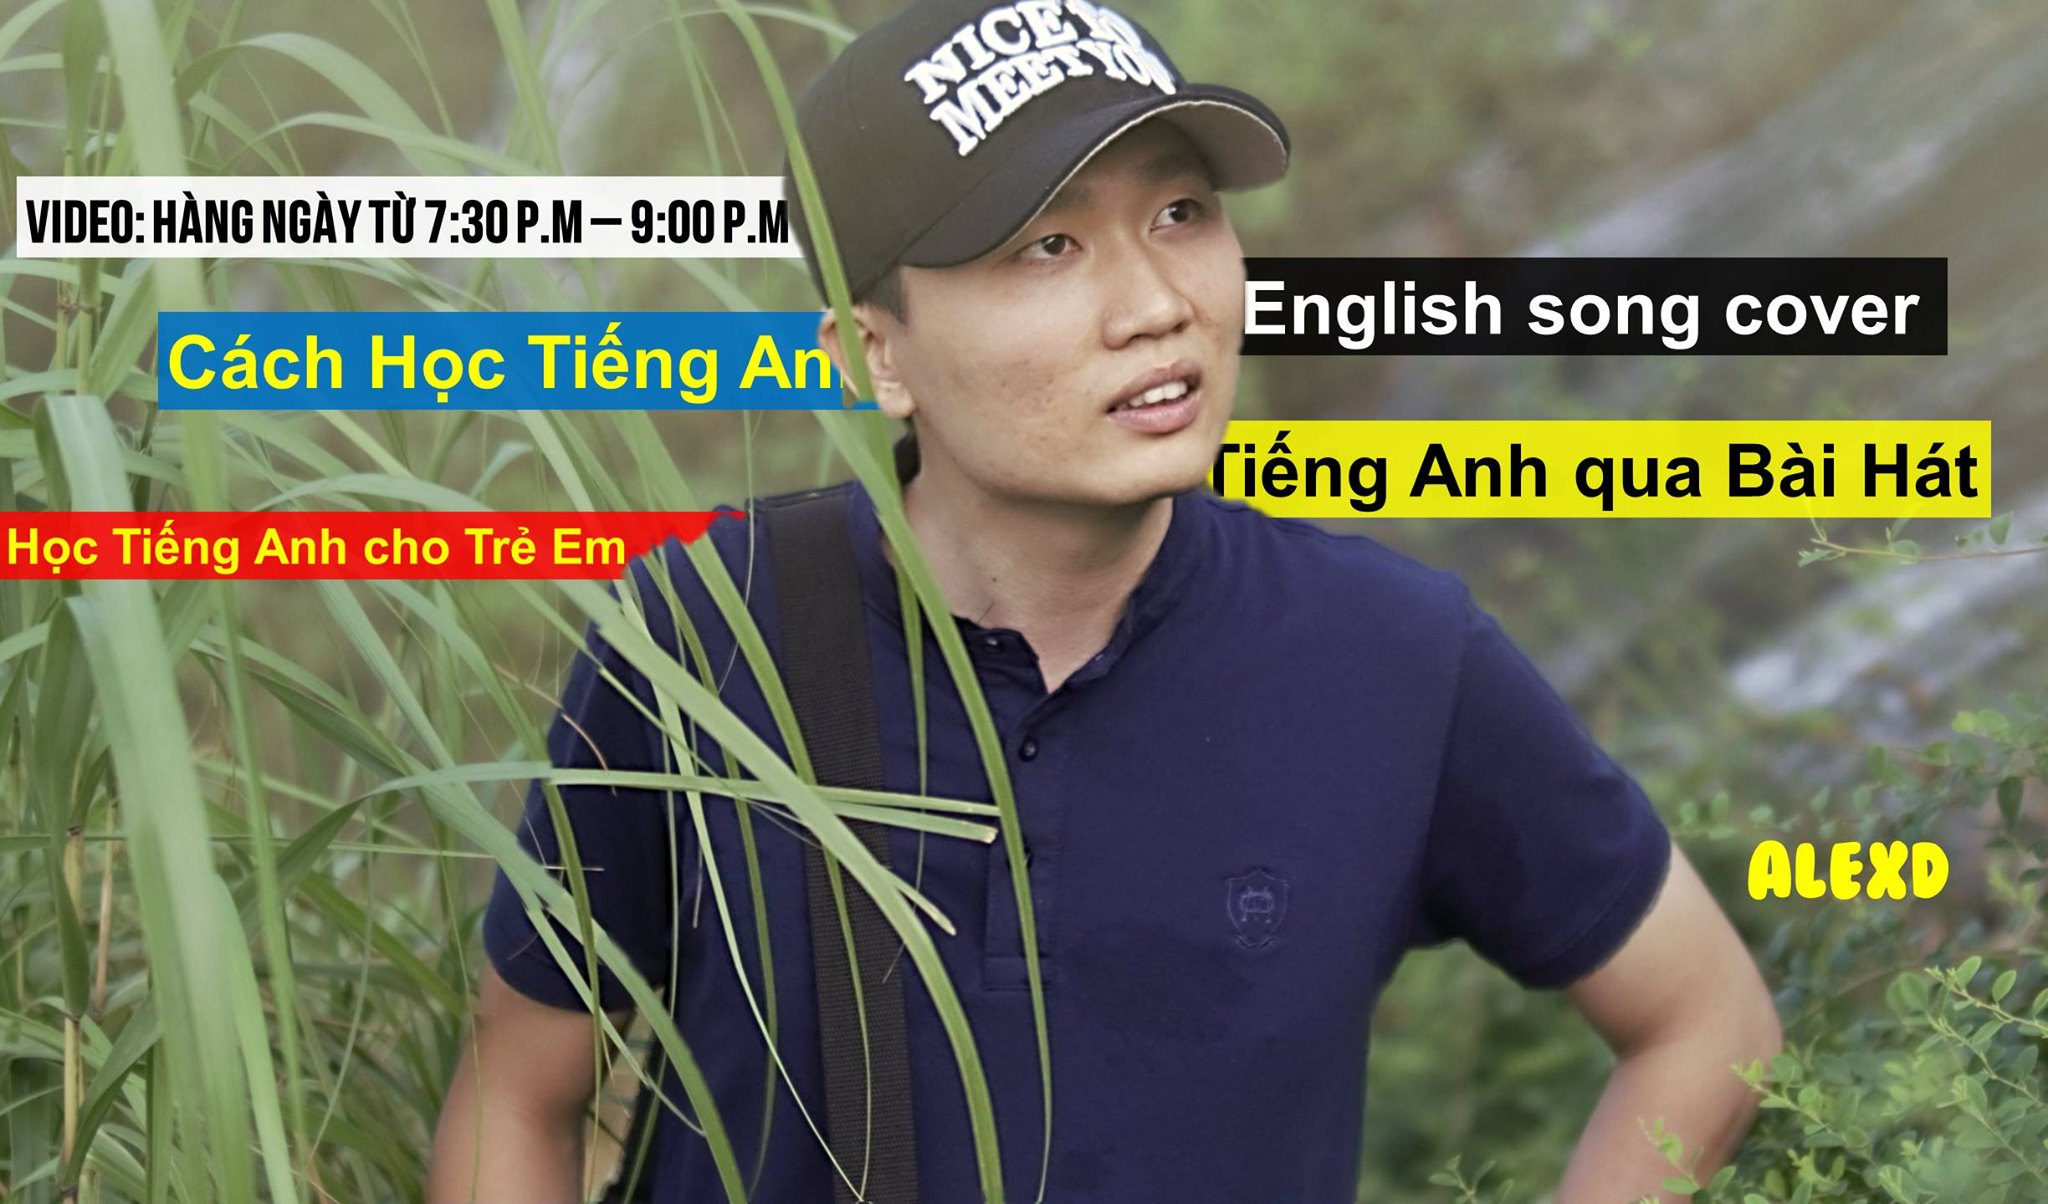 NICE TO
MEET YOU
VIDEO: HÀNG NGÀY TỪ 7:30 P.M – 9:00 P.M
English song cover
Cách Học Tiếng Anh
Tiếng Anh qua Bài Hát
Học Tiếng Anh cho Trẻ Em
ALEXD